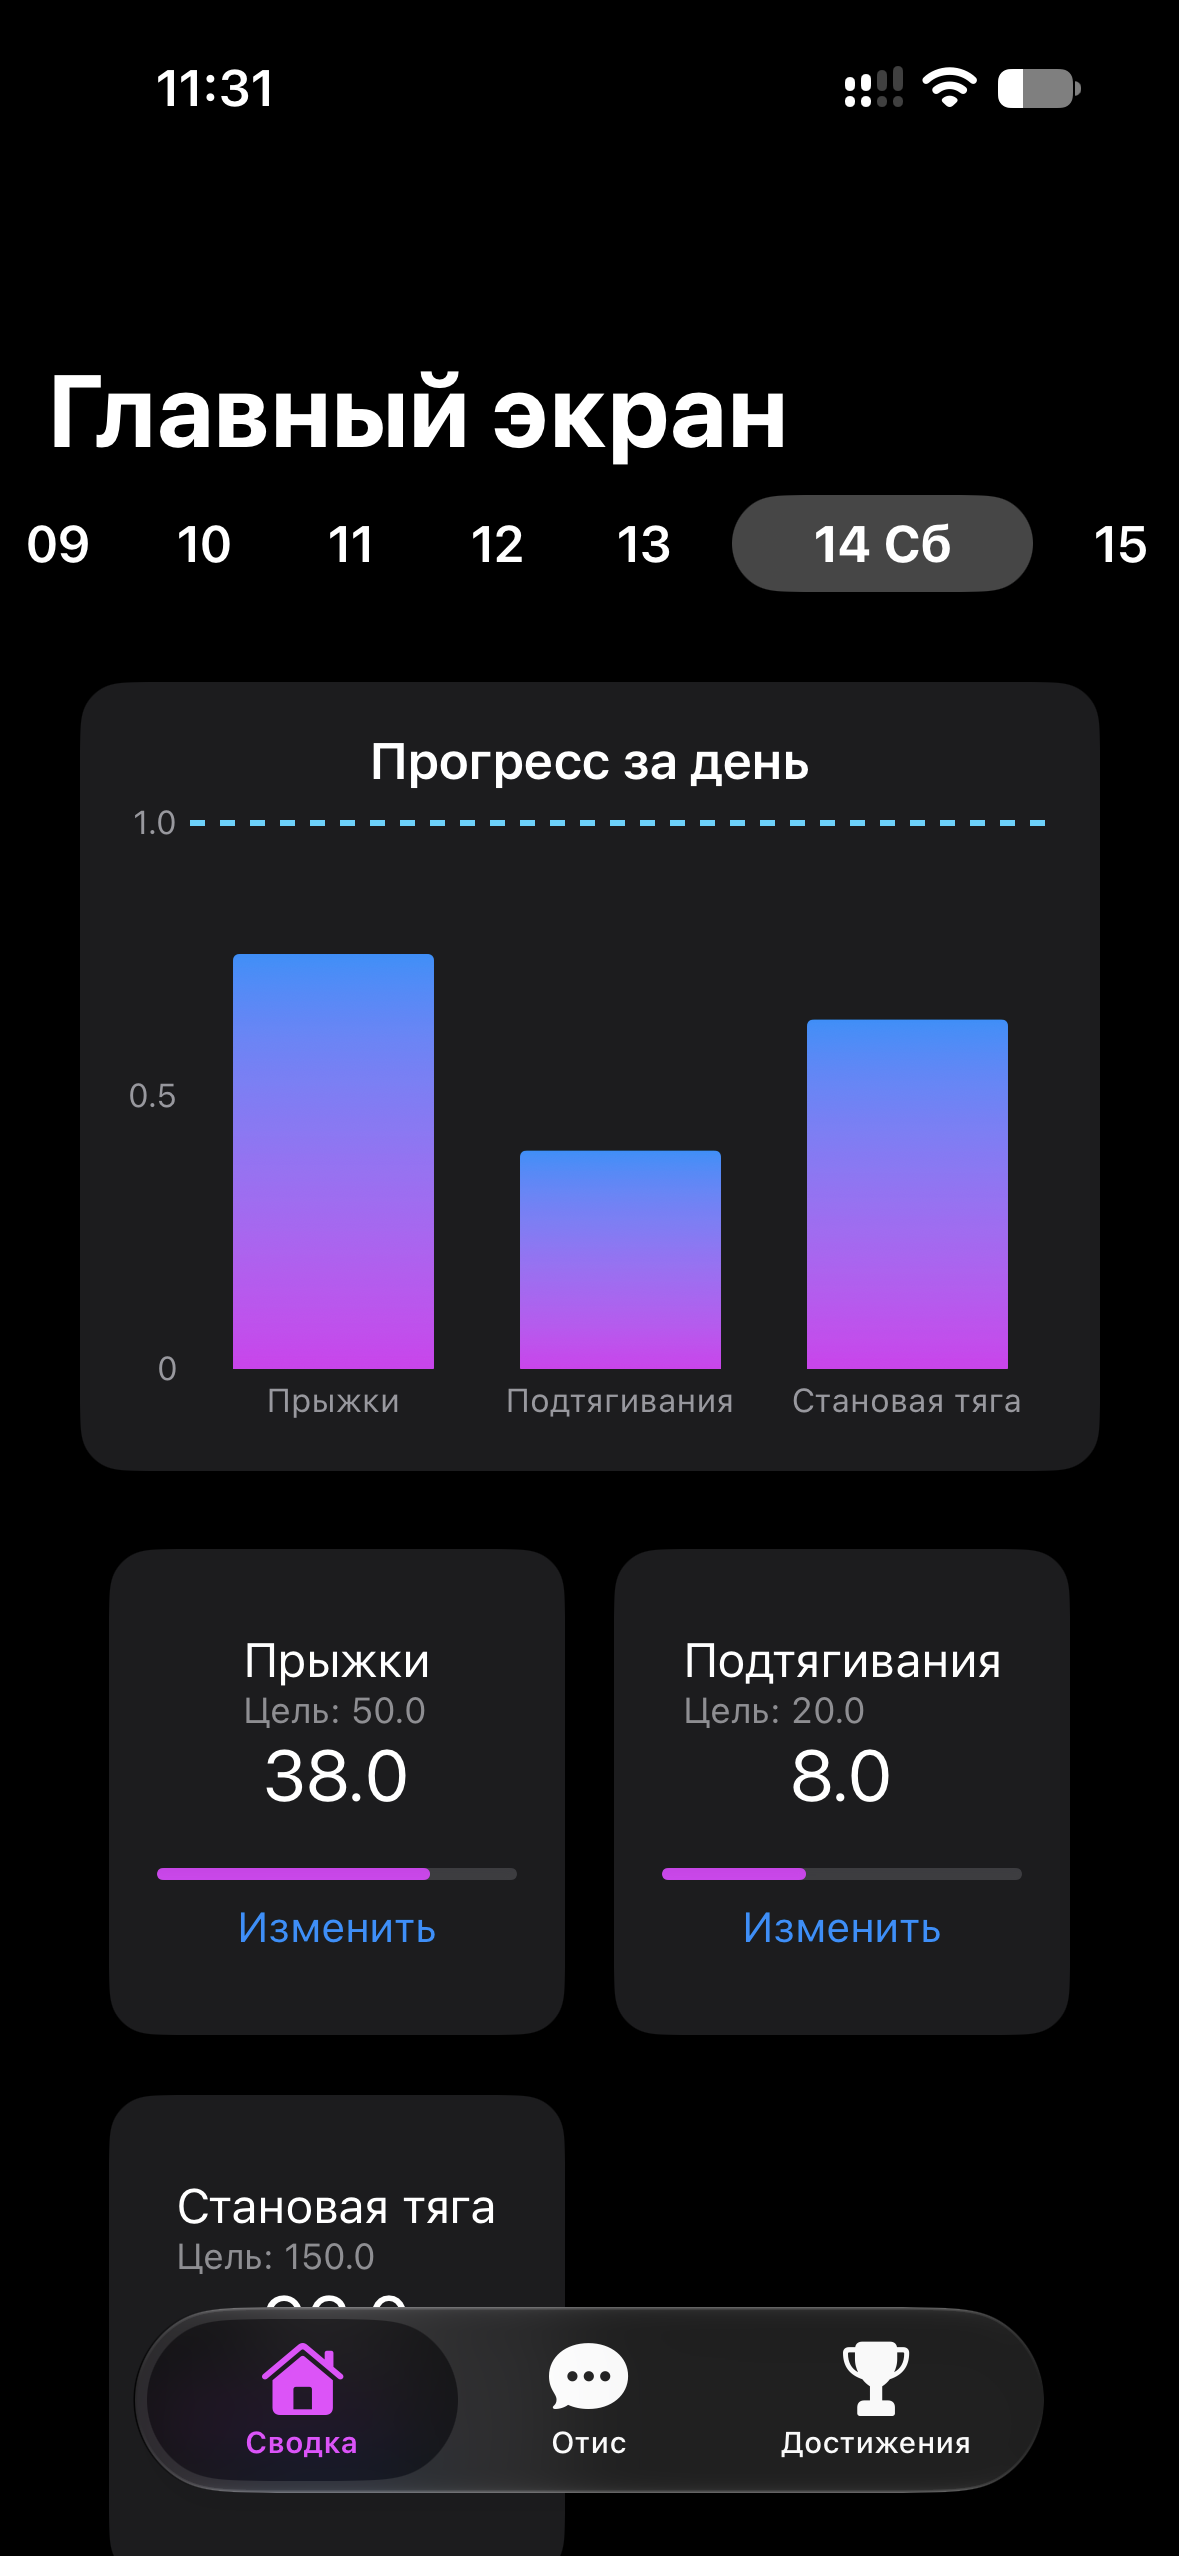 11:31
Главный экран
09 10 11 12 13 14 Сб 15
Прогресс за день
1.0
0.5
0
Прыжки Подтягивания Становая тяга
Прыжки
Цель: 50.0
38.0
Изменить
Подтягивания
Цель: 20.0
8.0
Изменить
Становая тяга
Цель: 150.0
Сводка Отис Достижения